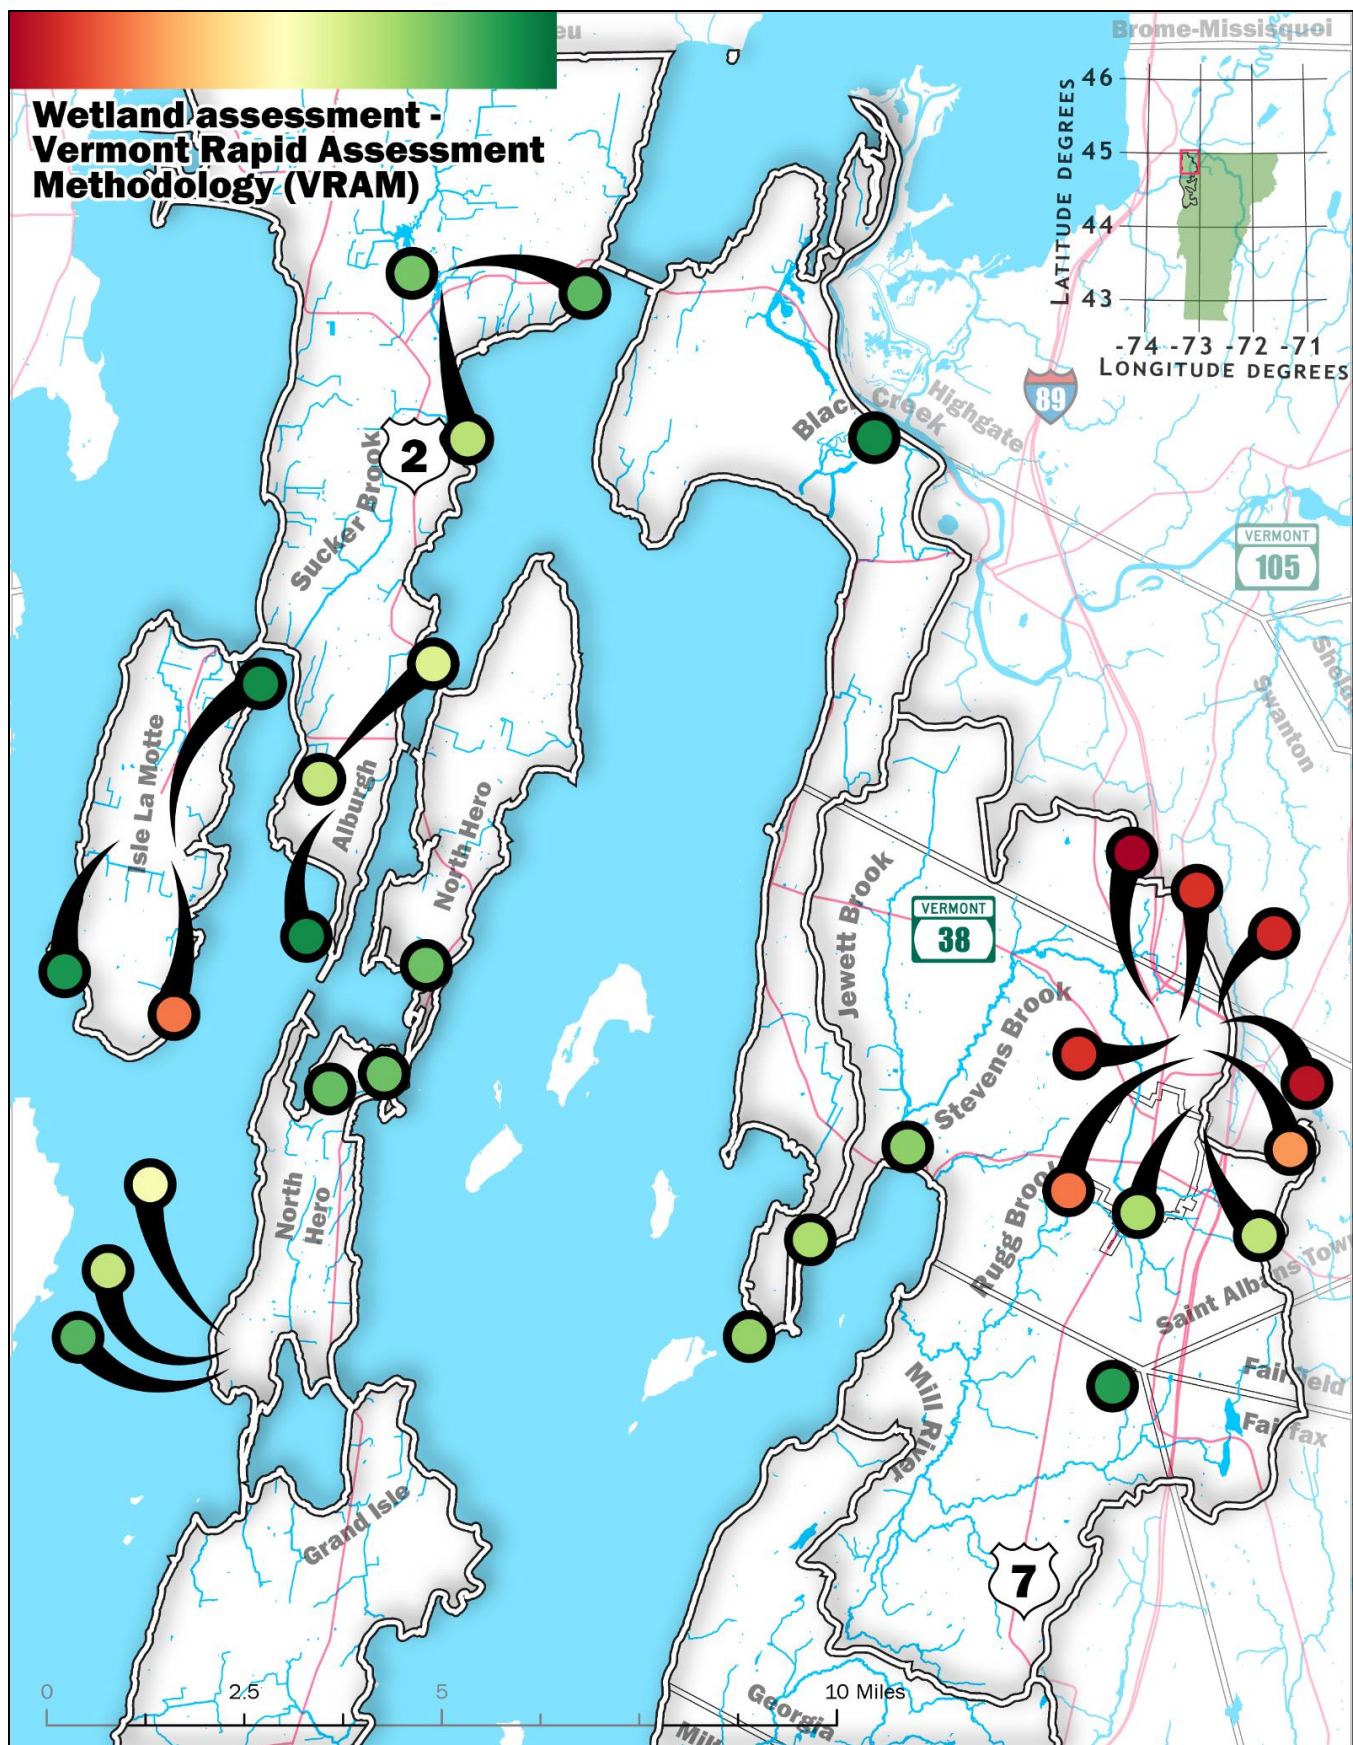 eu
Brome-Missisquoi
Wetland assessment -
Vermont Rapid Assessment
Methodology (VRAM)
LATITUDE DEGREES
46
45
44
43
-74 -73 -72 -71
LONGITUDE DEGREES
89
Highgate
Creek
2
Sucker Brook
VERMONT
105
Swanton
Isle La Motte
Alburgh
North Hero
Jewett Brook
VERMONT
38
Stevens Brook
North
Hero
Rugg Brook
Saint Albans Town
Fairfield
Fairfax
Mill River
Grand Isle
7
0
2.5
5
10 Miles
Georgia